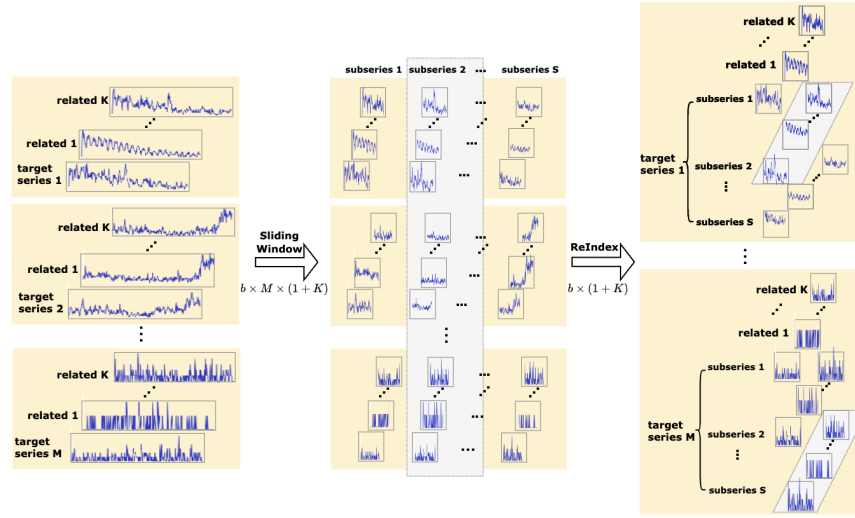 related K
related 1
target
series 1
related K
related 1
target
series 2
related K
related 1
target
series M
Sliding
Window
b × M × (1 + K)
subseries 1
subseries 2
subseries S
ReIndex
b × (1 + K)
related K
related 1
subseries 1
target
series 1
subseries 2
subseries S
related K
related 1
subseries 1
target
series M
subseries 2
subseries S